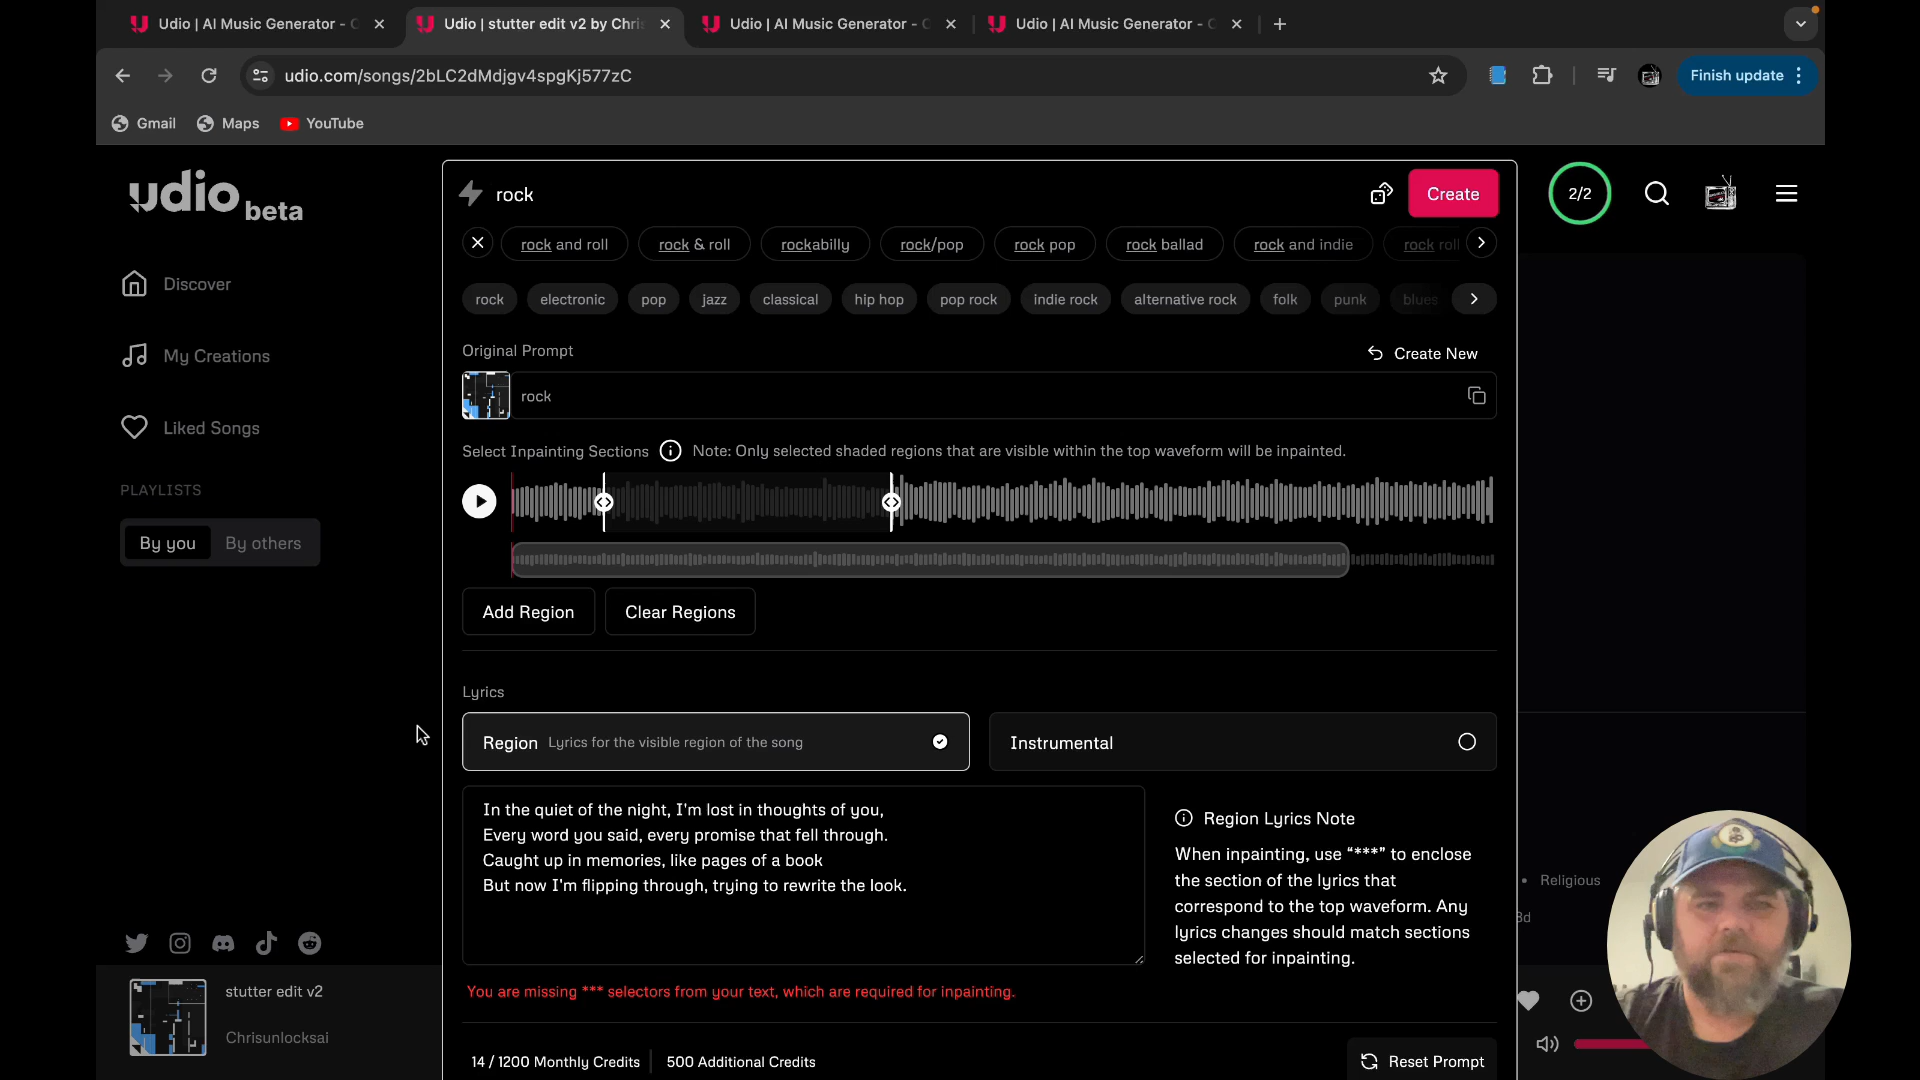 Udio | AI Music Generator -
Udio | stutter edit v2 by Chri
Udio | AI Music Generator -
Udio | AI Music Generator -
udio.com/songs/2bLC2dMdjgv4spgKj577zC
Finish update
Gmail
Maps
YouTube
udio beta
rock
Create
2/2
rock and roll
rock & roll
rockabilly
rock/pop
rock pop
rock ballad
rock and indie
rock roll
Discover
rock
electronic
pop
jazz
classical
hip hop
pop rock
indie rock
alternative rock
folk
punk
blues
My Creations
Original Prompt
Create New
rock
Liked Songs
Select Inpainting Sections
Note: Only selected shaded regions that are visible within the top waveform will be inpainted.
PLAYLISTS
By you
By others
Add Region
Clear Regions
Lyrics
Region Lyrics for the visible region of the song
Instrumental
In the quiet of the night, I'm lost in thoughts of you,
Every word you said, every promise that fell through.
Caught up in memories, like pages of a book
But now I'm flipping through, trying to rewrite the look.
Region Lyrics Note
When inpainting, use “***” to enclose
the section of the lyrics that
correspond to the top waveform. Any
lyrics changes should match sections
selected for inpainting.
• Religious
You are missing *** selectors from your text, which are required for inpainting.
stutter edit v2
Chrisunlocksai
14 / 1200 Monthly Credits
500 Additional Credits
Reset Prompt